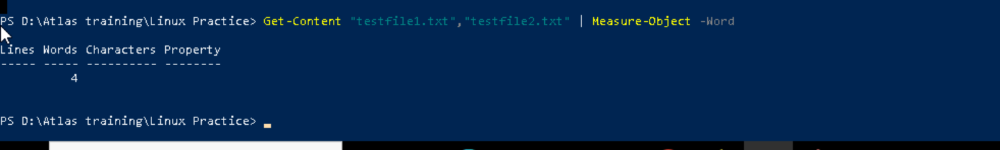 PS D:\Atlas training\Linux Practice> Get-Content "testfile1.txt","testfile2.txt" | Measure-Object -Word
Lines Words Characters Property
----- ----- ---------- --------
4
PS D:\Atlas training\Linux Practice>